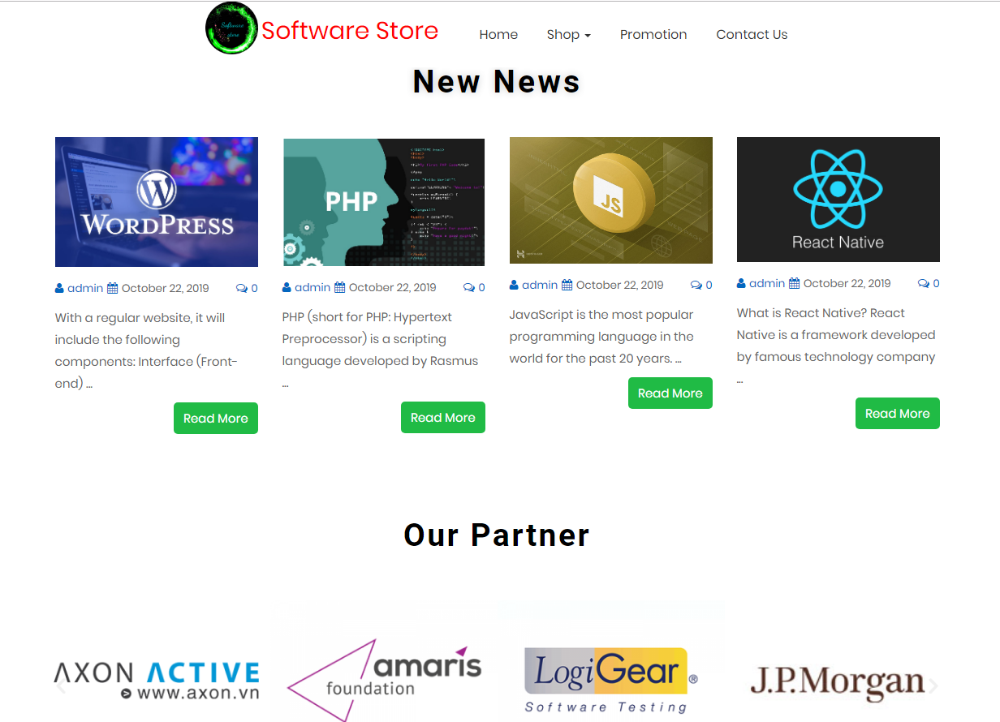 Software
store
Software Store
Home
Shop
Promotion
Contact Us
New News
WORDPRESS
PHP
JS
React Native
admin October 22, 2019 0
With a regular website, it will
include the following
components: Interface (Front-
end) ...
Read More
admin October 22, 2019 0
PHP (short for PHP: Hypertext
Preprocessor) is a scripting
language developed by Rasmus
...
Read More
admin October 22, 2019 0
JavaScript is the most popular
programming language in the
world for the past 20 years. ...
Read More
admin October 22, 2019 0
What is React Native? React
Native is a framework developed
by famous technology company
...
Read More
Our Partner
AXON ACTIVE
www.axon.vn
amaris
foundation
LogiGear ®
Software Testing
J.P.Morgan